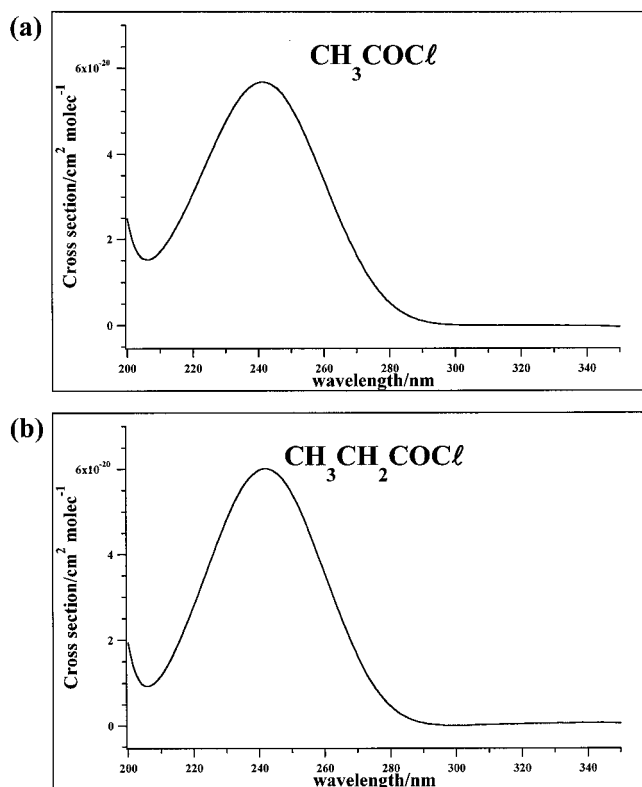 (a)
CH₃COCℓ
6x10⁻²⁰
4
2
0
Cross section/cm² molec⁻¹
200 220 240 260 280 300 320 340
wavelength/nm
(b)
CH₃CH₂COCℓ
6x10⁻²⁰
4
2
0
Cross section/cm² molec⁻¹
200 220 240 260 280 300 320 340
wavelength/nm